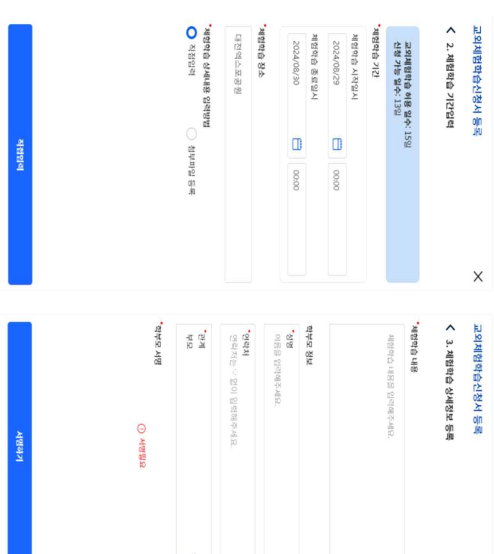 교외체험학습신청서 등록
2. 체험학습 기간입력
교외체험학습 허용 일수: 15일
신청 가능 일수: 13일
*체험학습 기간
체험학습 시작일시
2024/08/29 00:00
체험학습 종료일시
2024/08/30 00:00
*체험학습 장소
대전엑스포공원
*체험학습 상세내용 입력방법
직접입력 첨부파일 등록
직접입력
교외체험학습신청서 등록
3. 체험학습 상세정보 등록
*체험학습 내용
체험학습 내용을 입력해주세요.
학부모 정보
*성명
이름을 입력해주세요.
*연락처
연락처는 '-' 없이 입력해주세요.
*관계
부모
*학부모 서명
서명필요
서명하기